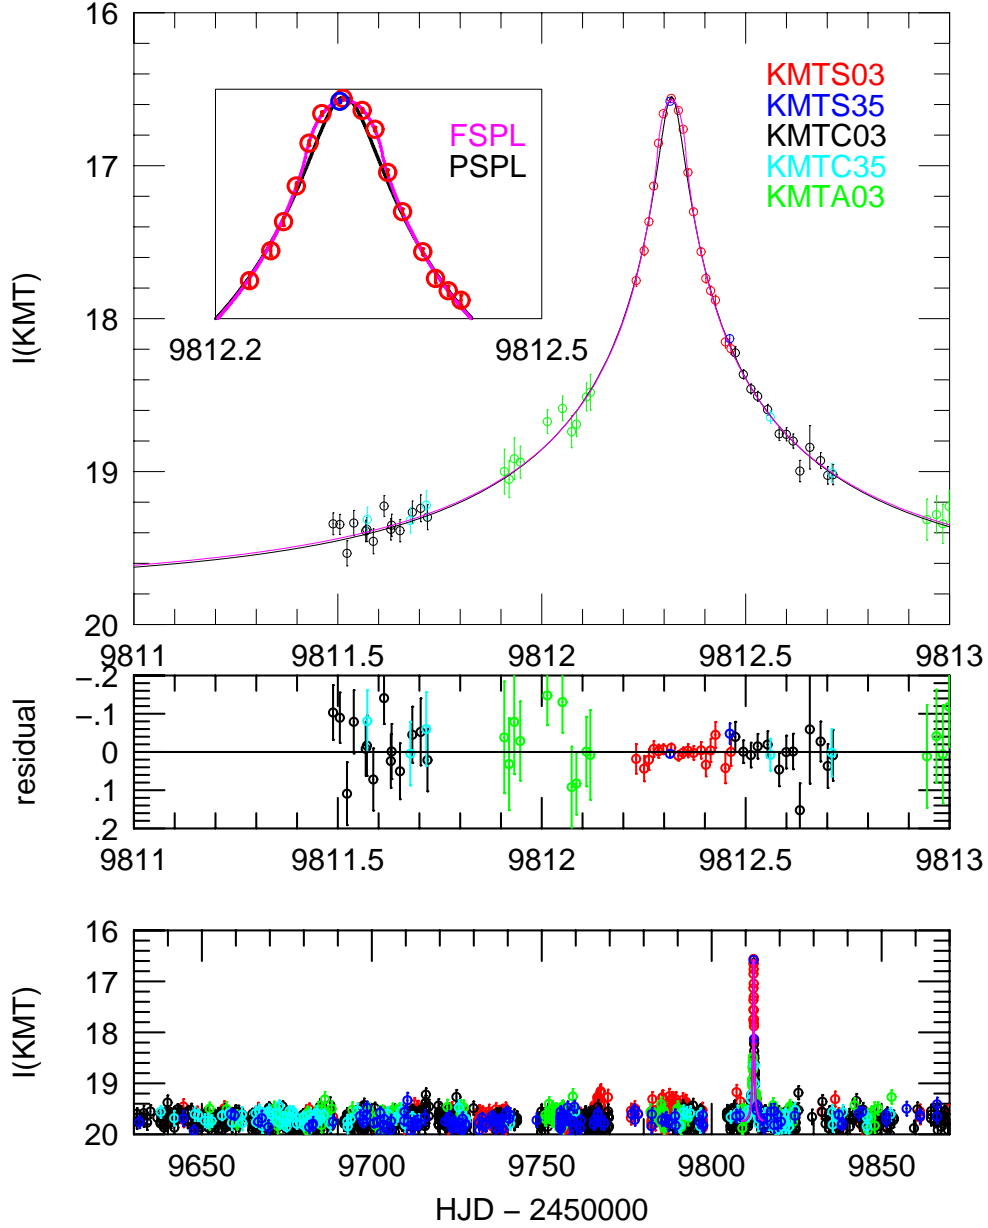 16
17
18
19
20
I(KMT)
KMTS03
KMTS35
KMTC03
KMTC35
KMTA03
FSPL
PSPL
9812.2 9812.5
9811 9811.5 9812 9812.5 9813
−.2
−.1
0
.1
.2
residual
9811 9811.5 9812 9812.5 9813
16
17
18
19
20
I(KMT)
9650 9700 9750 9800 9850
HJD − 2450000